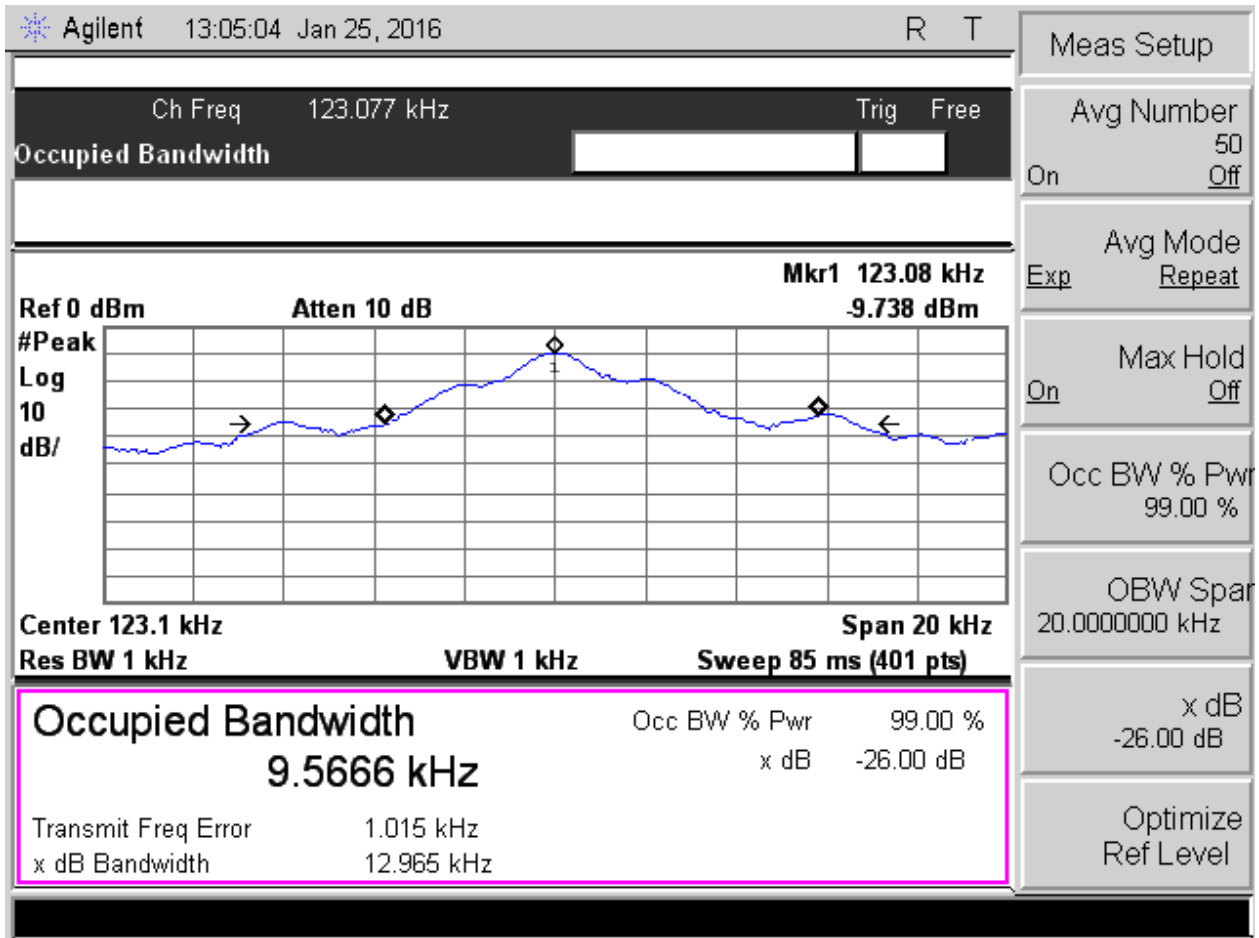 Agilent 13:05:04 Jan 25, 2016 R T
Ch Freq 123.077 kHz Trig Free
Occupied Bandwidth
Mkr1 123.08 kHz
Ref 0 dBm Atten 10 dB -9.738 dBm
#Peak
Log
10
dB/
1
Center 123.1 kHz Span 20 kHz
Res BW 1 kHz VBW 1 kHz Sweep 85 ms (401 pts)
Occupied Bandwidth Occ BW % Pwr 99.00 %
9.5666 kHz x dB -26.00 dB
Transmit Freq Error 1.015 kHz
x dB Bandwidth 12.965 kHz
Meas Setup
Avg Number
50
On Off
Avg Mode
Exp Repeat
Max Hold
On Off
Occ BW % Pwr
99.00 %
OBW Span
20.0000000 kHz
x dB
-26.00 dB
Optimize
Ref Level